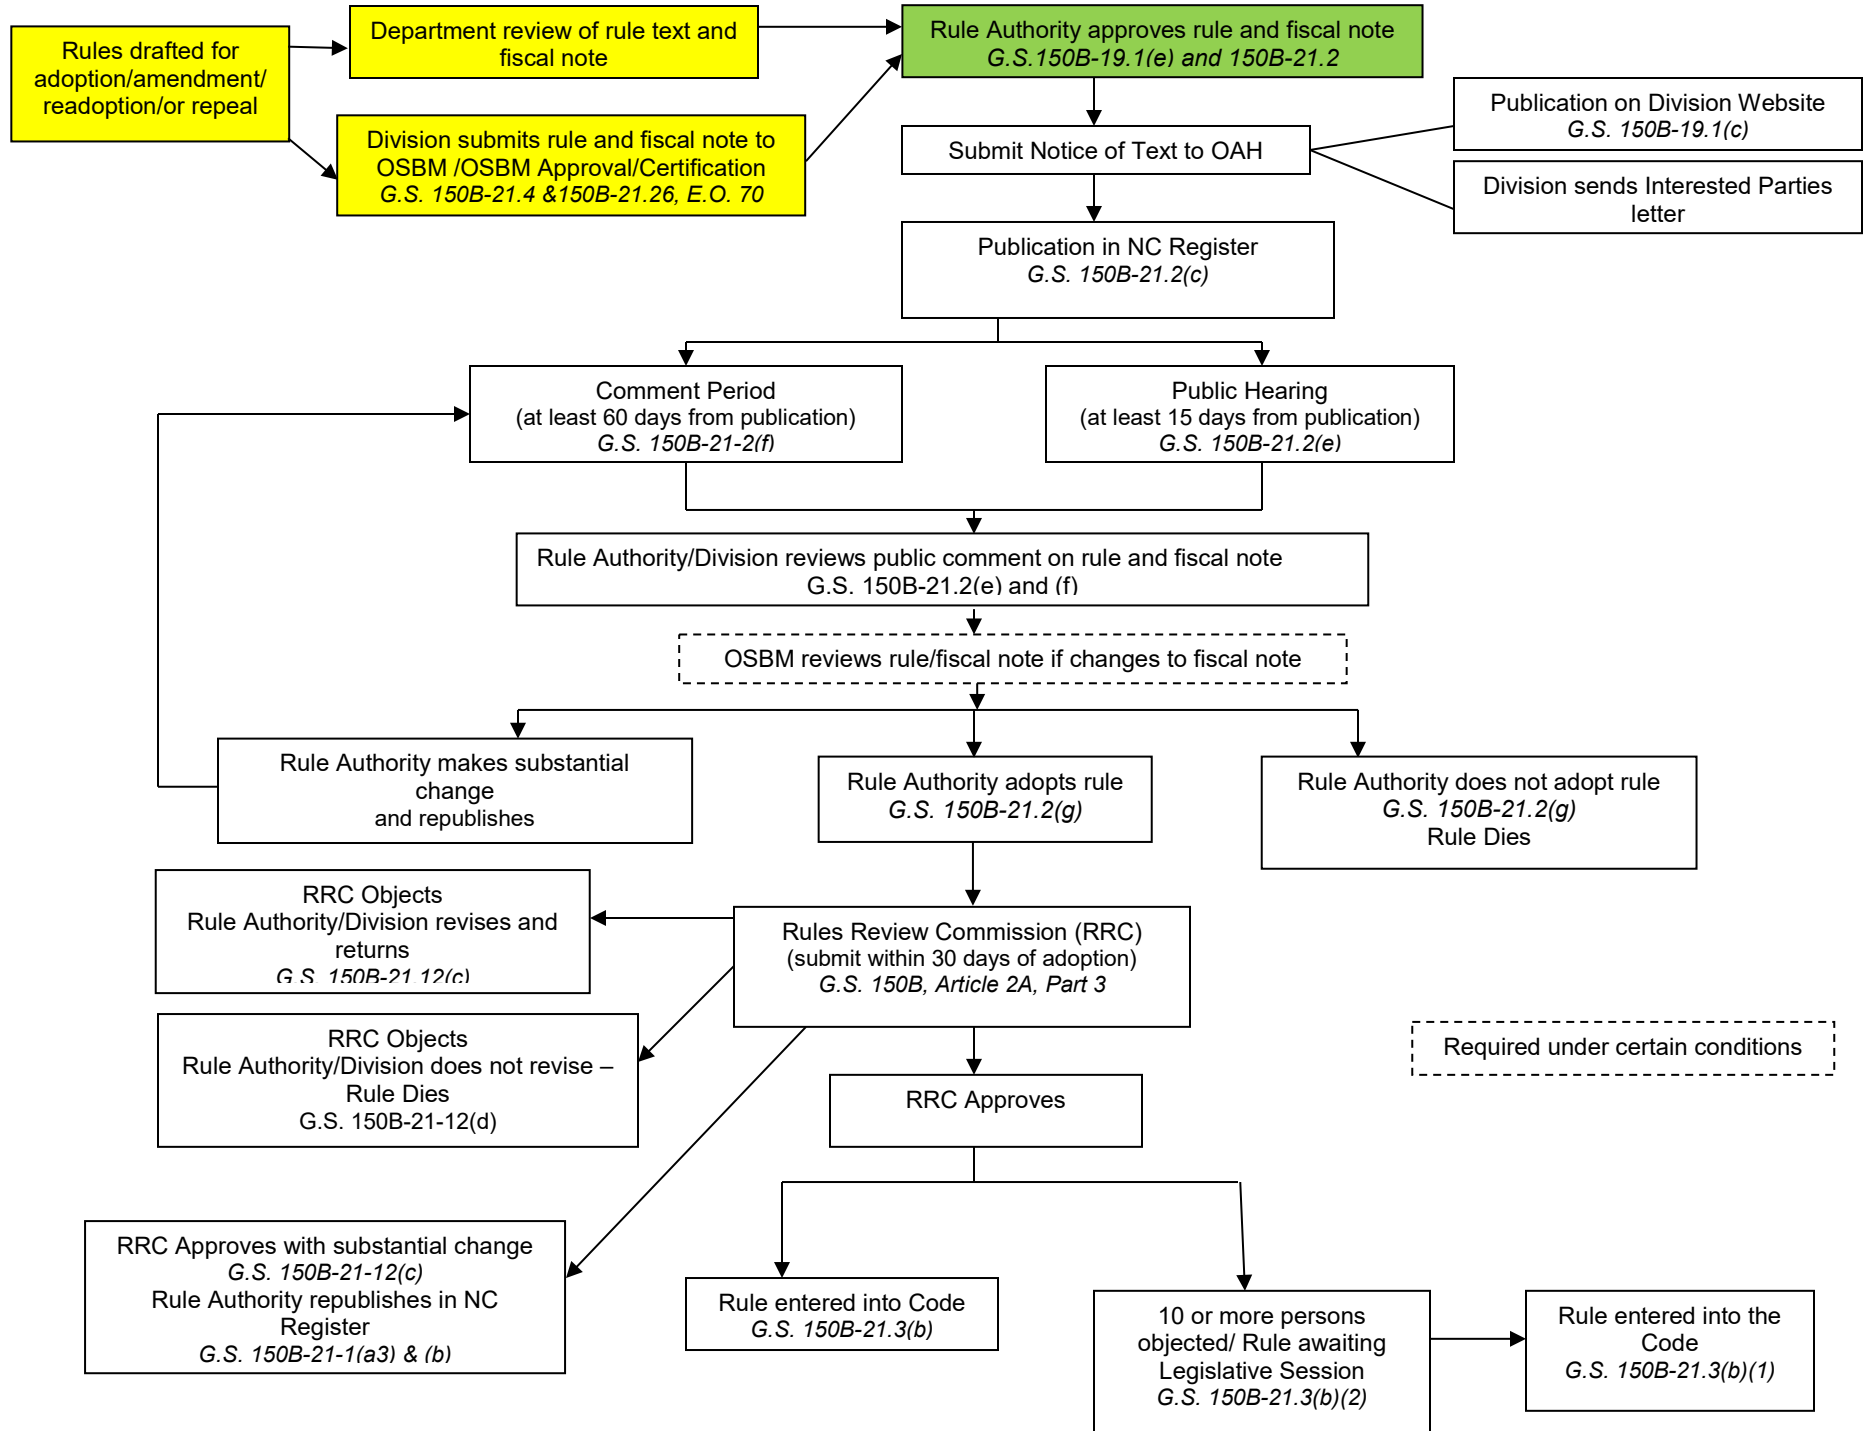 Rules drafted for
adoption/amendment/
readoption/or repeal
Department review of rule text and
fiscal note
Division submits rule and fiscal note to
OSBM /OSBM Approval/Certification
G.S. 150B-21.4 &150B-21.26, E.O. 70
Rule Authority approves rule and fiscal note
G.S.150B-19.1(e) and 150B-21.2
Submit Notice of Text to OAH
Publication on Division Website
G.S. 150B-19.1(c)
Division sends Interested Parties
letter
Publication in NC Register
G.S. 150B-21.2(c)
Comment Period
(at least 60 days from publication)
G.S. 150B-21-2(f)
Public Hearing
(at least 15 days from publication)
G.S. 150B-21.2(e)
Rule Authority/Division reviews public comment on rule and fiscal note
G.S. 150B-21.2(e) and (f)
OSBM reviews rule/fiscal note if changes to fiscal note
Rule Authority makes substantial
change
and republishes
Rule Authority adopts rule
G.S. 150B-21.2(g)
Rule Authority does not adopt rule
G.S. 150B-21.2(g)
Rule Dies
RRC Objects
Rule Authority/Division revises and
returns
G.S. 150B-21.12(c)
Rules Review Commission (RRC)
(submit within 30 days of adoption)
G.S. 150B, Article 2A, Part 3
RRC Objects
Rule Authority/Division does not revise –
Rule Dies
G.S. 150B-21-12(d)
Required under certain conditions
RRC Approves
RRC Approves with substantial change
G.S. 150B-21-12(c)
Rule Authority republishes in NC
Register
G.S. 150B-21-1(a3) & (b)
Rule entered into Code
G.S. 150B-21.3(b)
10 or more persons
objected/ Rule awaiting
Legislative Session
G.S. 150B-21.3(b)(2)
Rule entered into the
Code
G.S. 150B-21.3(b)(1)